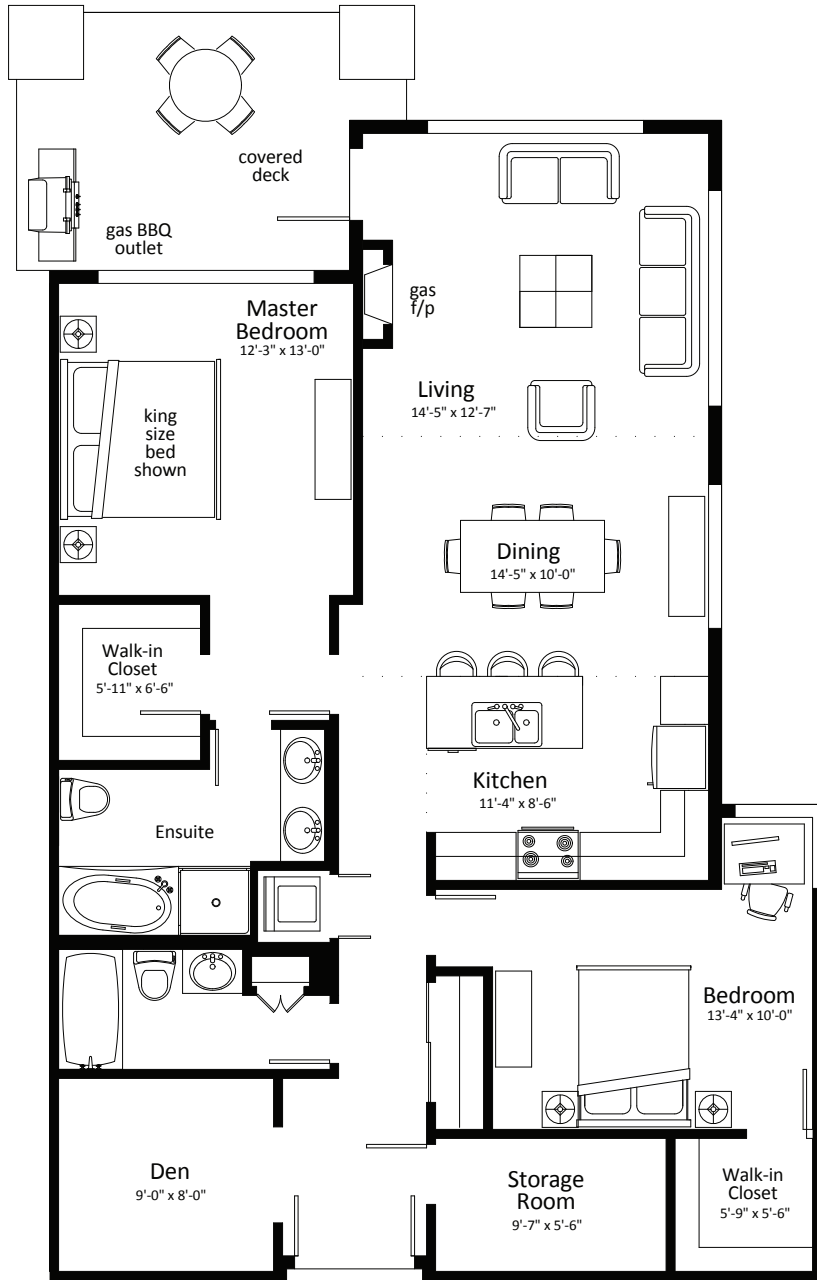 covered
deck
gas BBQ
outlet
gas
f/p
Master
Bedroom
12'-3" x 13'-0"
king
size
bed
shown
Living
14'-5" x 12'-7"
Dining
14'-5" x 10'-0"
Walk-in
Closet
5'-11" x 6'-6"
Kitchen
11'-4" x 8'-6"
Ensuite
Bedroom
13'-4" x 10'-0"
Den
9'-0" x 8'-0"
Storage
Room
9'-7" x 5'-6"
Walk-in
Closet
5'-9" x 5'-6"